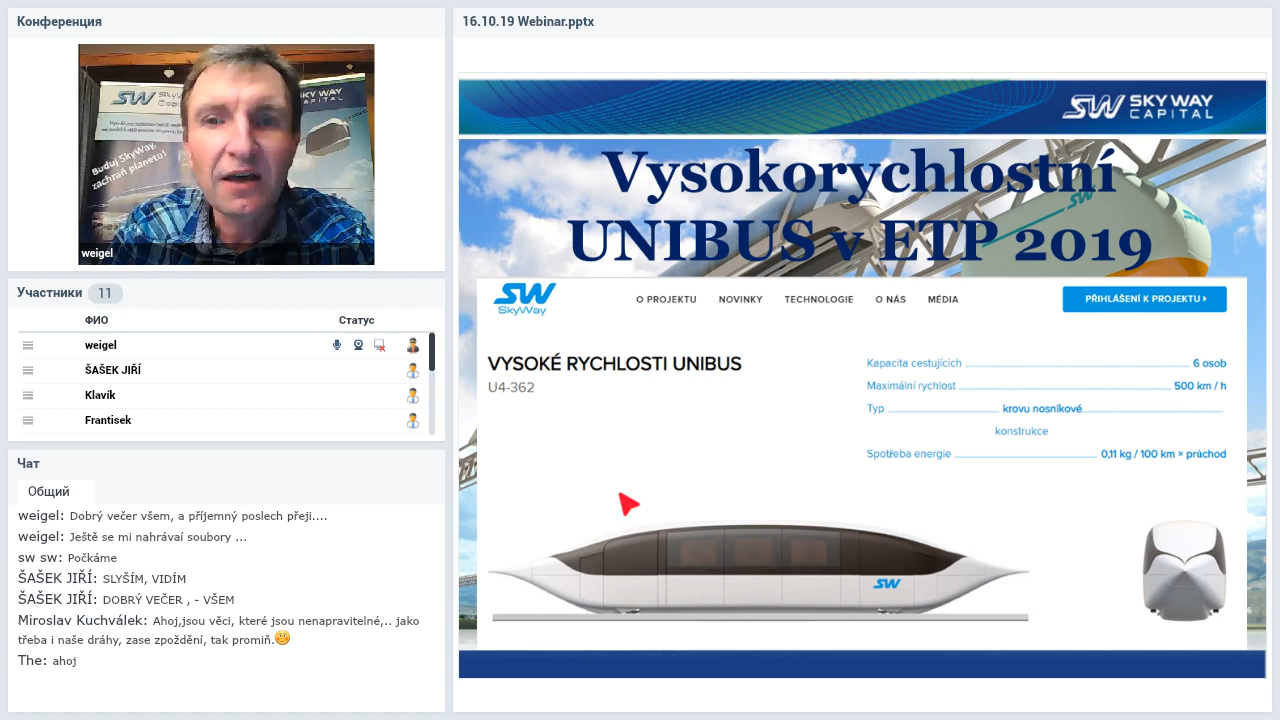 Конференция
SW
SKY WAY
Buduj SkyWay,
zachraň planetu!
weigel
Участники 11
ФИО Статус
weigel
ŠAŠEK JIŘÍ
Klavík
Frantisek
Чат
Общий
weigel: Dobrý večer všem, a příjemný poslech přeji....
weigel: Ještě se mi nahrávaí soubory ...
sw sw: Počkáme
ŠAŠEK JIŘÍ: SLYŠÍM, VIDÍM
ŠAŠEK JIŘÍ: DOBRÝ VEČER , - VŠEM
Miroslav Kuchválek: Ahoj,jsou věci, které jsou nenapravitelné,.. jako
třeba i naše dráhy, zase zpoždění, tak promiň.
The: ahoj
16.10.19 Webinar.pptx
SW SKY WAY
CAPITAL
Vysokorychlostní
UNIBUS v ETP 2019
SW
SkyWay
O PROJEKTU NOVINKY TECHNOLOGIE O NÁS MÉDIA PŘIHLÁŠENÍ K PROJEKTU
VYSOKÉ RYCHLOSTI UNIBUS
U4-362
Kapacita cestujících 6 osob
Maximální rychlost 500 km / h
Typ krovu nosníkové
konstrukce
Spotřeba energie 0,11 kg / 100 km × průchod
SW
6